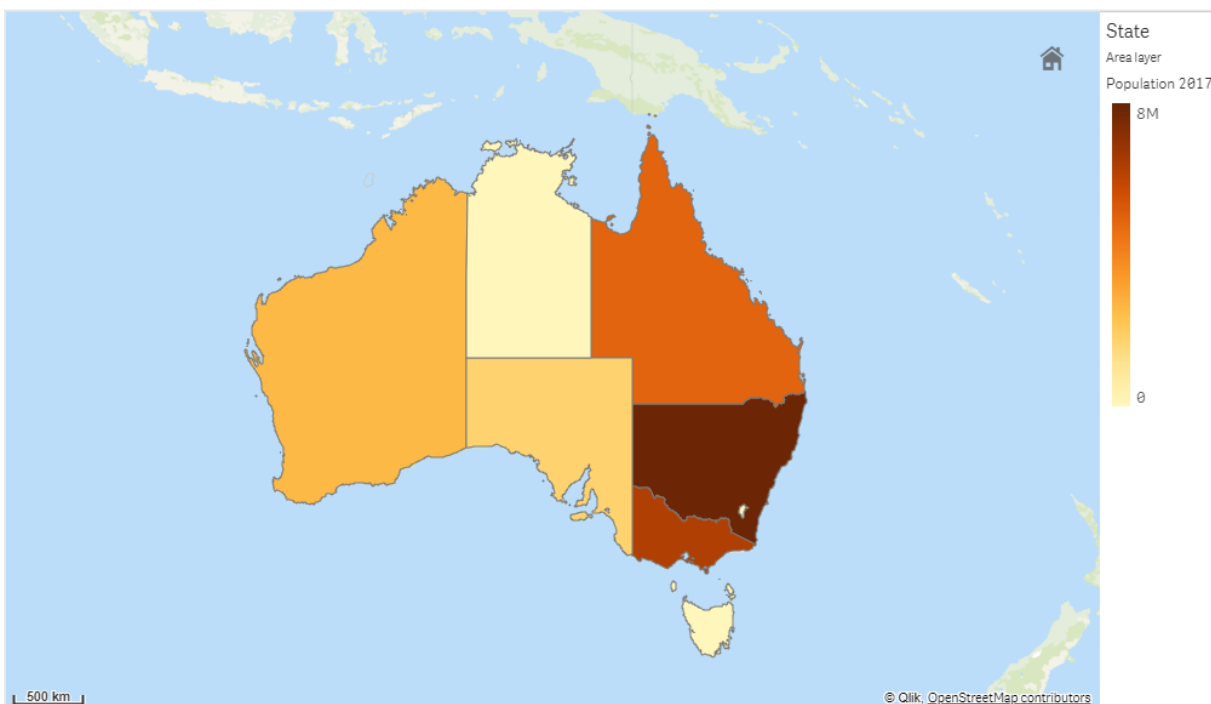 State
Area layer
Population 2017
8M
0
500 km
© Qlik, OpenStreetMap contributors